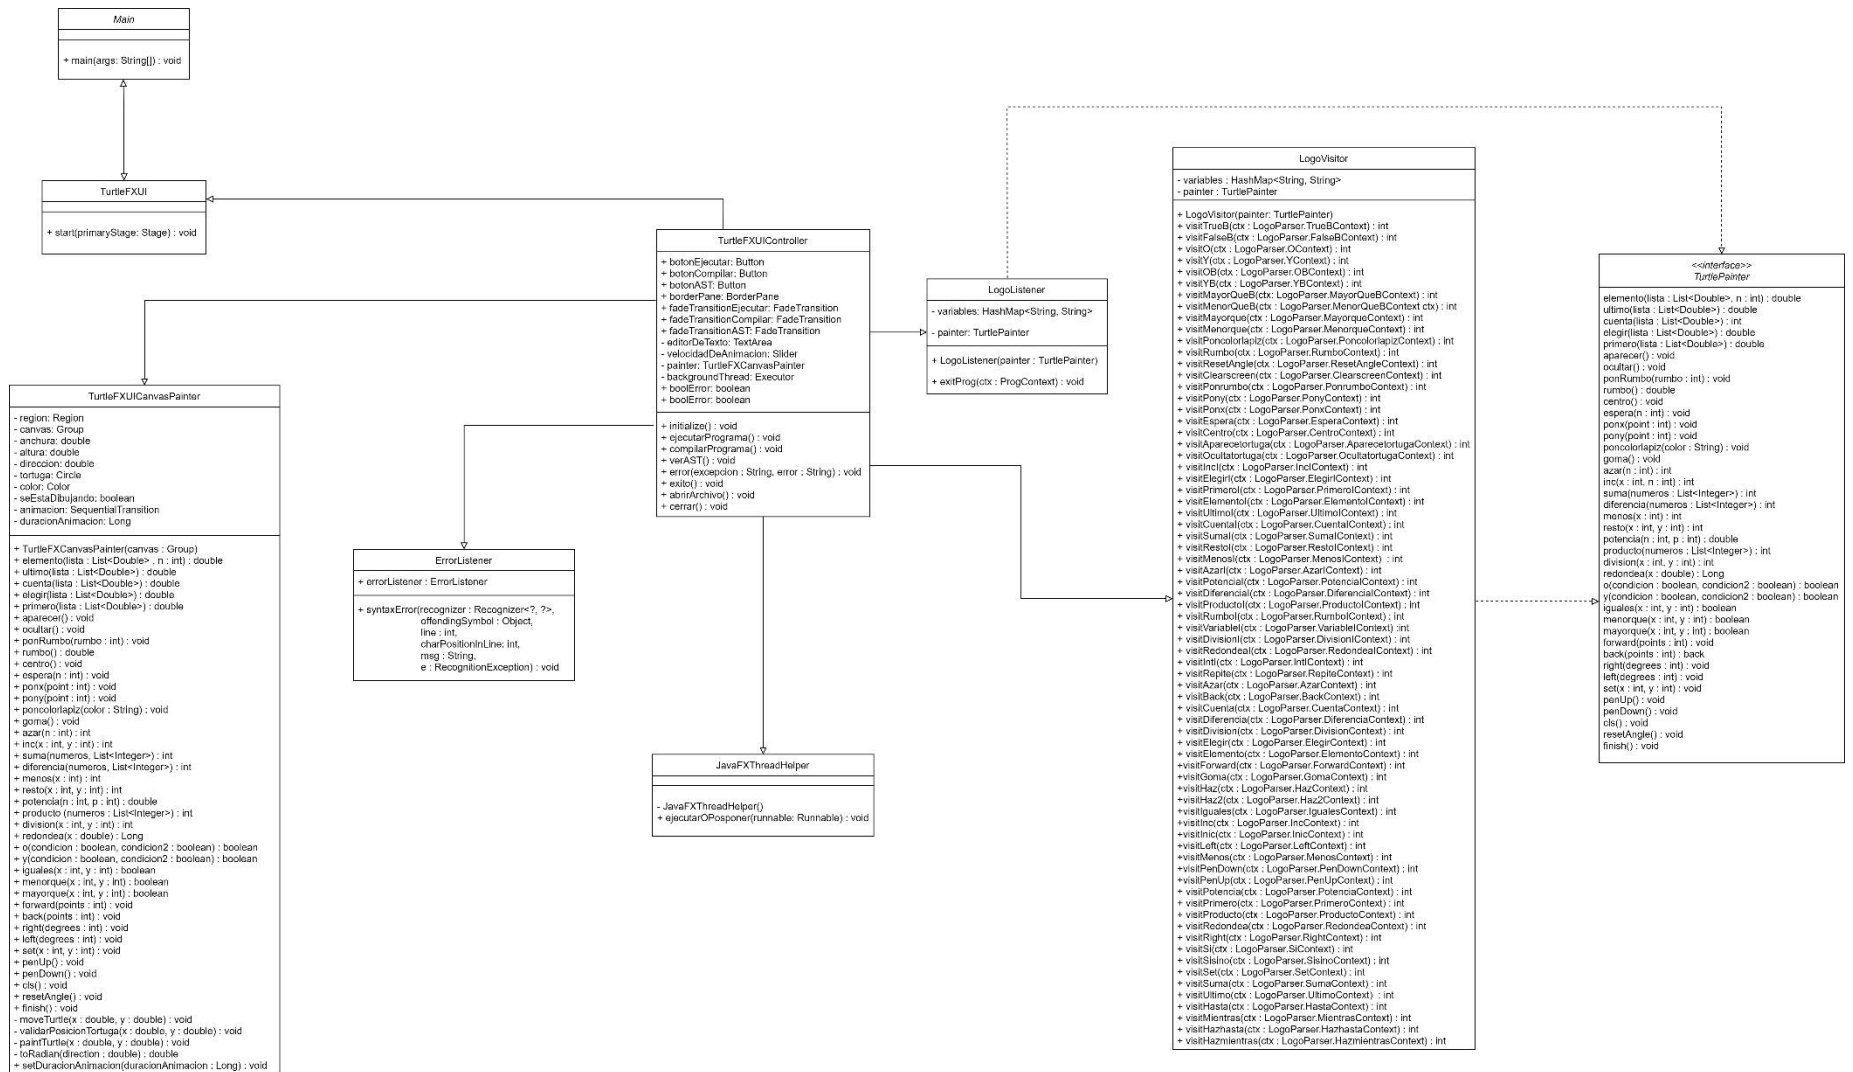 Main
+ main(args: String[]) : void
TurtleFXUI
+ start(primaryStage: Stage) : void
TurtleFXUIController
+ botonEjecutar: Button
+ botonCompilar: Button
+ botonAST: Button
+ borderPane: BorderPane
+ fadeTransitionEjecutar: FadeTransition
+ fadeTransitionCompilar: FadeTransition
+ fadeTransitionAST: FadeTransition
- editorDeTexto: TextArea
- velocidadDeAnimacion: Slider
- painter: TurtleFXCanvasPainter
- backgroundThread: Executor
+ boolError: boolean
+ boolError: boolean
+ initialize() : void
+ ejecutarPrograma() : void
+ compilarPrograma() : void
+ verAST() : void
+ error(excepcion : String, error : String) : void
+ exito() : void
+ abrirArchivo() : void
+ cerrar() : void
LogoListener
- variables: HashMap<String, String>
- painter: TurtlePainter
+ LogoListener(painter : TurtlePainter)
+ exitProg(ctx : ProgContext) : void
TurtleFXUICanvasPainter
- region: Region
- canvas: Group
- anchura: double
- altura: double
- direccion: double
- tortuga: Circle
- color: Color
- seEstaDibujando: boolean
- animacion: SequentialTransition
- duracionAnimacion: Long
+ TurtleFXCanvasPainter(canvas : Group)
+ elemento(lista : List<Double> , n : int) : double
+ ultimo(lista : List<Double>) : double
+ cuenta(lista : List<Double>) : double
+ elegir(lista : List<Double>) : double
+ primero(lista : List<Double>) : double
+ aparecer() : void
+ ocultar() : void
+ ponRumbo(rumbo : int) : void
+ rumbo() : double
+ centro() : void
+ espera(n : int) : void
+ ponx(point : int) : void
+ pony(point : int) : void
+ poncolorlapiz(color : String) : void
+ goma() : void
+ azar(n : int) : int
+ inc(x : int, y : int) : int
+ suma(numeros, List<Integer>) : int
+ diferencia(numeros, List<Integer>) : int
+ menos(x : int) : int
+ resto(x : int, y : int) : int
+ potencia(n : int, p : int) : double
+ producto (numeros : List<Integer>) : int
+ division(x : int, y : int) : int
+ redondea(x : double) : Long
+ o(condicion : boolean, condicion2 : boolean) : boolean
+ y(condicion : boolean, condicion2 : boolean) : boolean
+ iguales(x : int, y : int) : boolean
+ menorque(x : int, y : int) : boolean
+ mayorque(x : int, y : int) : boolean
+ forward(points : int) : void
+ back(points : int) : void
+ right(degrees : int) : void
+ left(degrees : int) : void
+ set(x : int, y : int) : void
+ penUp() : void
+ penDown() : void
+ cls() : void
+ resetAngle() : void
+ finish() : void
- moveTurtle(x : double, y : double) : void
- validarPosicionTortuga(x : double, y : double) : void
- paintTurtle(x : double, y : double) : void
- toRadian(direction : double) : double
+ setDuracionAnimacion(duracionAnimacion : Long) : void
ErrorListener
+ errorListener : ErrorListener
+ syntaxError(recognizer : Recognizer<?, ?>,
offendingSymbol : Object,
line : int,
charPositionInLine: int,
msg : String,
e : RecognitionException) : void
JavaFXThreadHelper
- JavaFXThreadHelper()
+ ejecutarOPosponer(runnable: Runnable) : void
LogoVisitor
- variables : HashMap<String, String>
- painter : TurtlePainter
+ LogoVisitor(painter: TurtlePainter)
+ visitTrueB(ctx : LogoParser.TrueBContext) : int
+ visitFalseB(ctx : LogoParser.FalseBContext) : int
+ visitO(ctx : LogoParser.OContext) : int
+ visitY(ctx : LogoParser.YContext) : int
+ visitOB(ctx : LogoParser.OBContext) : int
+ visitYB(ctx : LogoParser.YBContext) : int
+ visitMayorQueB(ctx: LogoParser.MayorQueBContext) : int
+ visitMenorQueB(ctx : LogoParser.MenorQueBContext ctx) : int
+ visitMayorque(ctx : LogoParser.MayorqueContext) : int
+ visitMenorque(ctx : LogoParser.MenorqueContext) : int
+ visitPoncolorlapiz(ctx : LogoParser.PoncolorlapizContext) : int
+ visitRumbo(ctx : LogoParser.RumboContext) : int
+ visitResetAngle(ctx : LogoParser.ResetAngleContext) : int
+ visitClearscreen(ctx : LogoParser.ClearscreenContext) : int
+ visitPonrumbo(ctx : LogoParser.PonrumboContext) : int
+ visitPony(ctx : LogoParser.PonyContext) : int
+ visitPonx(ctx : LogoParser.PonxContext) : int
+ visitEspera(ctx : LogoParser.EsperaContext) : int
+ visitCentro(ctx : LogoParser.CentroContext) : int
+ visitAparecetortuga(ctx : LogoParser.AparecetortugaContext) : int
+ visitOcultatortuga(ctx : LogoParser.OcultatortugaContext) : int
+ visitIncI(ctx : LogoParser.IncIContext) : int
+ visitElegirI(ctx : LogoParser.ElegirIContext) : int
+ visitPrimeroI(ctx : LogoParser.PrimeroIContext) : int
+ visitElementoI(ctx : LogoParser.ElementoIContext) : int
+ visitUltimoI(ctx : LogoParser.UltimoIContext) : int
+ visitCuentaI(ctx : LogoParser.CuentaIContext) : int
+ visitSumaI(ctx : LogoParser.SumaIContext) : int
+ visitRestoI(ctx : LogoParser.RestoIContext) : int
+ visitMenosI(ctx : LogoParser.MenosIContext) : int
+ visitAzarI(ctx : LogoParser.AzarIContext) : int
+ visitPotenciaI(ctx : LogoParser.PotenciaIContext) : int
+ visitDiferenciaI(ctx : LogoParser.DiferenciaIContext) : int
+ visitProductoI(ctx : LogoParser.ProductoIContext) : int
+ visitRumboI(ctx : LogoParser.RumboIContext) : int
+ visitVariableI(ctx : LogoParser.VariableIContext) :int
+ visitDivisionI(ctx : LogoParser.DivisionIContext) : int
+ visitRedondeaI(ctx : LogoParser.RedondeaIContext) : int
+ visitIntI(ctx : LogoParser.IntIContext) : int
+ visitRepite(ctx : LogoParser.RepiteContext) : int
+ visitAzar(ctx : LogoParser.AzarContext) : int
+ visitBack(ctx : LogoParser.BackContext) : int
+ visitCuenta(ctx : LogoParser.CuentaContext) : int
+ visitDiferencia(ctx : LogoParser.DiferenciaContext) : int
+ visitDivision(ctx : LogoParser.DivisionContext) : int
+ visitElegir(ctx : LogoParser.ElegirContext) : int
+ visitElemento(ctx : LogoParser.ElementoContext) : int
+visitForward(ctx : LogoParser.ForwardContext) : int
+visitGoma(ctx : LogoParser.GomaContext) : int
+visitHaz(ctx : LogoParser.HazContext) : int
+visitHaz2(ctx : LogoParser.Haz2Context) : int
+visitIguales(ctx : LogoParser.IgualesContext) : int
+visitInc(ctx : LogoParser.IncContext) : int
+visitInic(ctx : LogoParser.InicContext) : int
+visitLeft(ctx : LogoParser.LeftContext) : int
+visitMenos(ctx : LogoParser.MenosContext) : int
+visitPenDown(ctx : LogoParser.PenDownContext) : int
+visitPenUp(ctx : LogoParser.PenUpContext) : int
+ visitPotencia(ctx : LogoParser.PotenciaContext) : int
+ visitPrimero(ctx : LogoParser.PrimeroContext) : int
+ visitProducto(ctx : LogoParser.ProductoContext) : int
+ visitRedondea(ctx : LogoParser.RedondeaContext) : int
+ visitRight(ctx : LogoParser.RightContext) : int
+ visitSi(ctx : LogoParser.SiContext) : int
+ visitSisino(ctx : LogoParser.SisinoContext) : int
+ visitSet(ctx : LogoParser.SetContext) : int
+ visitSuma(ctx : LogoParser.SumaContext) : int
+ visitUltimo(ctx : LogoParser.UltimoContext) : int
+ visitHasta(ctx : LogoParser.HastaContext) : int
+ visitMientras(ctx : LogoParser.MientrasContext) : int
+ visitHazhasta(ctx : LogoParser.HazhastaContext) : int
+ visitHazmientras(ctx : LogoParser.HazmientrasContext) : int
<<interface>>
TurtlePainter
elemento(lista : List<Double>, n : int) : double
ultimo(lista : List<Double>) : double
cuenta(lista : List<Double>) : int
elegir(lista : List<Double>) : double
primero(lista : List<Double>) : double
aparecer() : void
ocultar() : void
ponRumbo(rumbo : int) : void
rumbo() : double
centro() : void
espera(n : int) : void
ponx(point : int) : void
pony(point : int) : void
poncolorlapiz(color : String) : void
goma() : void
azar(n : int) : int
inc(x : int, n : int) : int
suma(numeros : List<Integer>) : int
diferencia(numeros : List<Integer>) : int
menos(x : int) : int
resto(x : int, y : int) : int
potencia(n : int, p : int) : double
producto(numeros : List<Integer>) : int
division(x : int, y : int) : int
redondea(x : double) : Long
o(condicion : boolean, condicion2 : boolean) : boolean
y(condicion : boolean, condicion2 : boolean) : boolean
iguales(x : int, y : int) : boolean
menorque(x : int, y : int) : boolean
mayorque(x : int, y : int) : boolean
forward(points : int) : void
back(points : int) : back
right(degrees : int) : void
left(degrees : int) : void
set(x : int, y : int) : void
penUp() : void
penDown() : void
cls() : void
resetAngle() : void
finish() : void